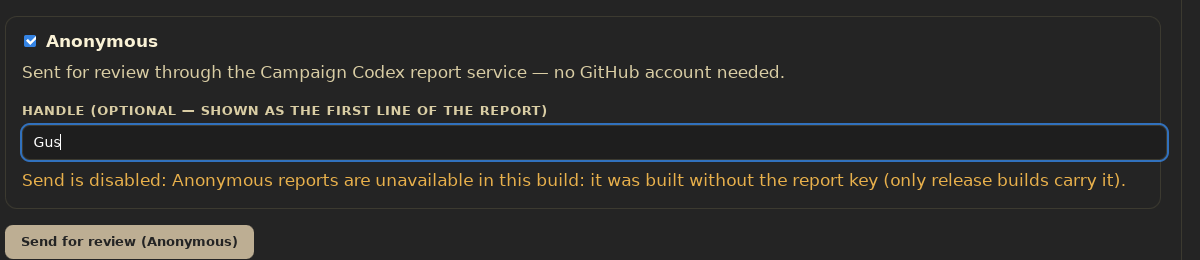 Anonymous
Sent for review through the Campaign Codex report service — no GitHub account needed.
HANDLE (OPTIONAL — SHOWN AS THE FIRST LINE OF THE REPORT)
Gus
Send is disabled: Anonymous reports are unavailable in this build: it was built without the report key (only release builds carry it).
Send for review (Anonymous)